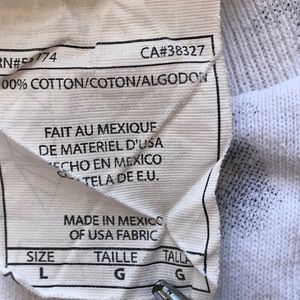 CA#38327
100% COTTON/COTON/ALGODON
FAIT AU MEXIQUE
DE MATERIEL D'USA
HECHO EN MEXICO
TELA DE E.U.
MADE IN MEXICO
OF USA FABRIC
SIZE TAILLE TALLA
L G G